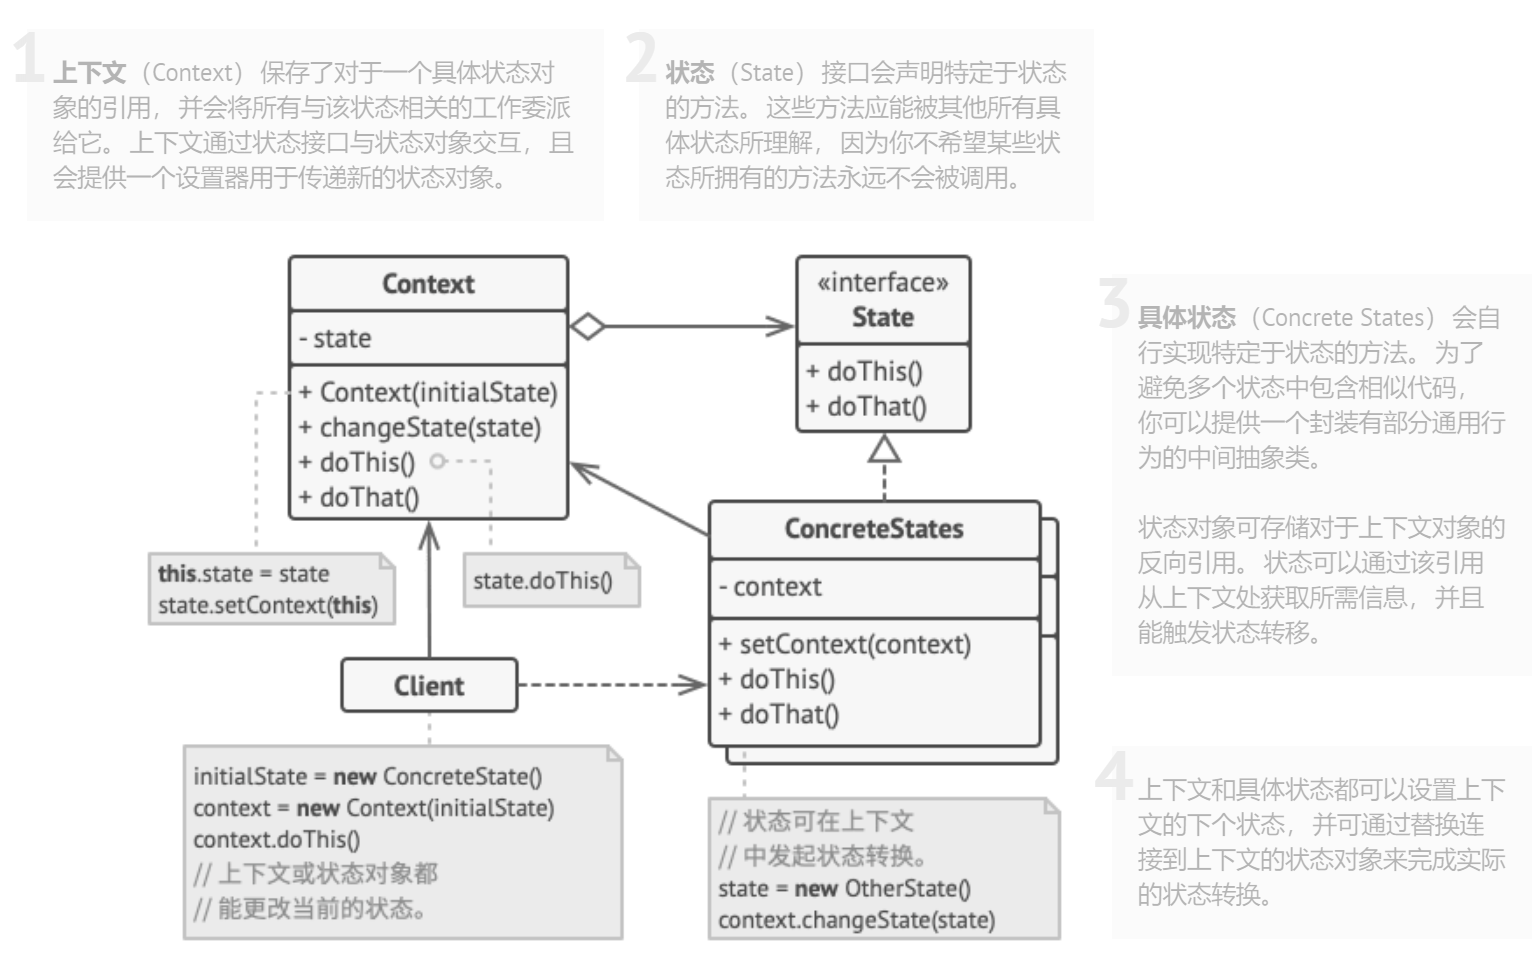 1
上下文（Context） 保存了对于一个具体状态对
象的引用， 并会将所有与该状态相关的工作委派
给它。 上下文通过状态接口与状态对象交互， 且
会提供一个设置器用于传递新的状态对象。
2
状态（State） 接口会声明特定于状态
的方法。 这些方法应能被其他所有具
体状态所理解， 因为你不希望某些状
态所拥有的方法永远不会被调用。
Context
- state
+ Context(initialState)
+ changeState(state)
+ doThis()
+ doThat()
«interface»
State
+ doThis()
+ doThat()
3
具体状态（Concrete States） 会自
行实现特定于状态的方法。 为了
避免多个状态中包含相似代码，
你可以提供一个封装有部分通用行
为的中间抽象类。
状态对象可存储对于上下文对象的
反向引用。 状态可以通过该引用
从上下文处获取所需信息， 并且
能触发状态转移。
this.state = state
state.setContext(this)
state.doThis()
ConcreteStates
- context
+ setContext(context)
+ doThis()
+ doThat()
Client
initialState = new ConcreteState()
context = new Context(initialState)
context.doThis()
// 上下文或状态对象都
// 能更改当前的状态。
// 状态可在上下文
// 中发起状态转换。
state = new OtherState()
context.changeState(state)
4
上下文和具体状态都可以设置上下
文的下个状态， 并可通过替换连
接到上下文的状态对象来完成实际
的状态转换。